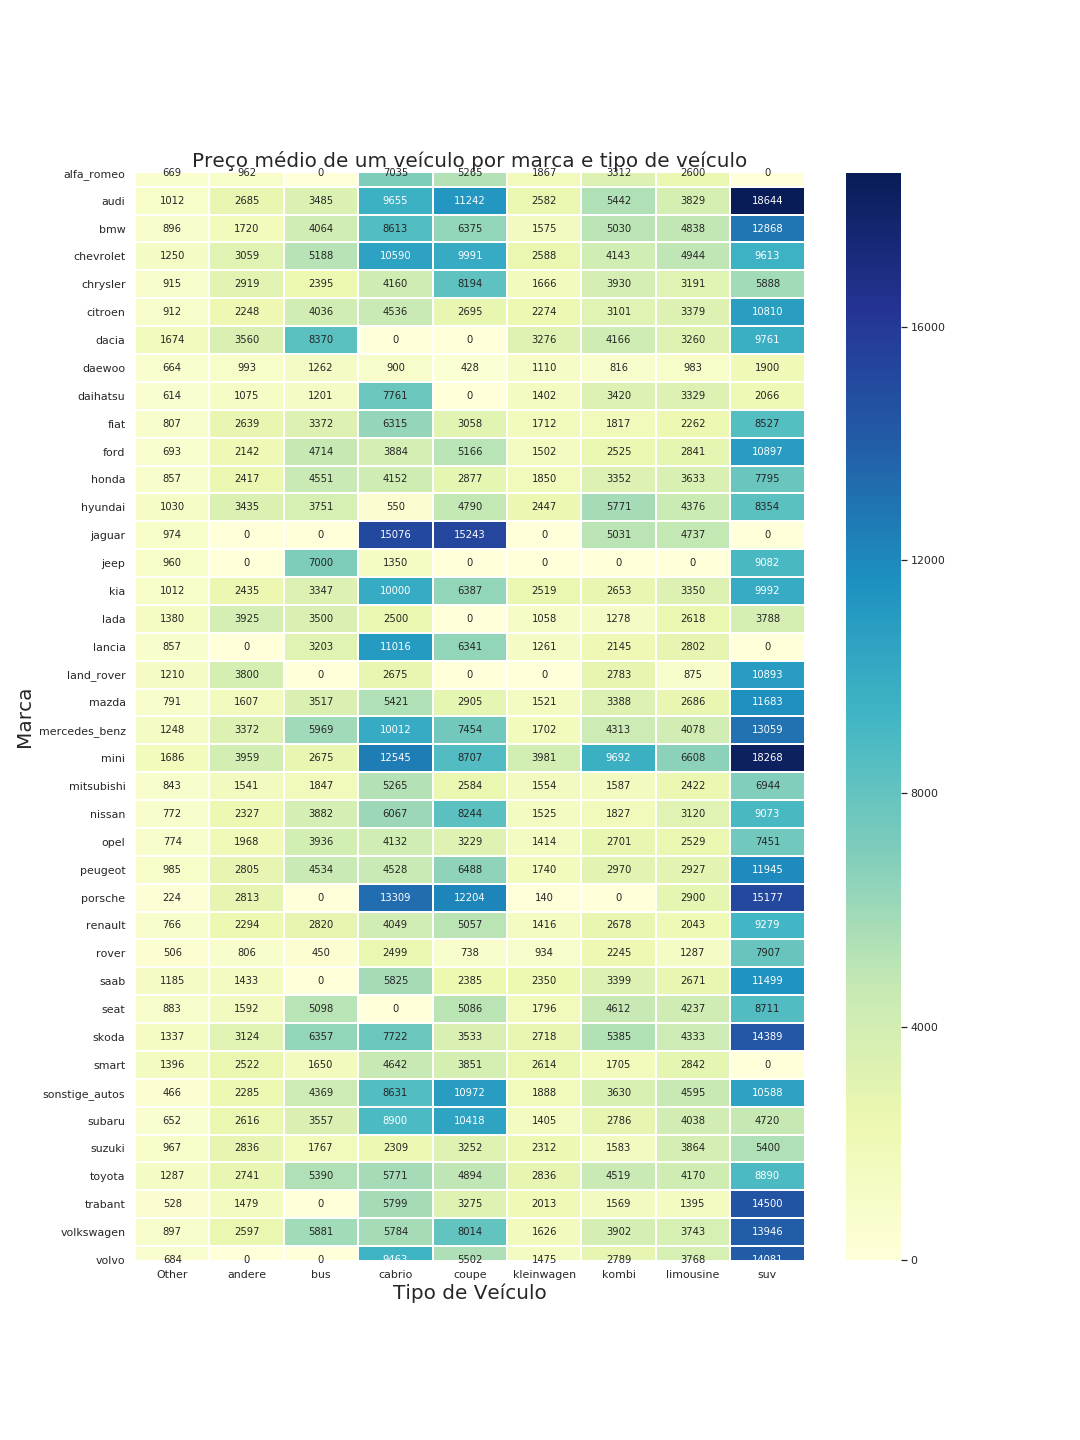 Preço médio de um veículo por marca e tipo de veículo
alfa_romeo 669 962 0 7035 5265 1867 3312 2600 0
audi 1012 2685 3485 9655 11242 2582 5442 3829 18644
bmw 896 1720 4064 8613 6375 1575 5030 4838 12868
chevrolet 1250 3059 5188 10590 9991 2588 4143 4944 9613
chrysler 915 2919 2395 4160 8194 1666 3930 3191 5888
citroen 912 2248 4036 4536 2695 2274 3101 3379 10810
dacia 1674 3560 8370 0 0 3276 4166 3260 9761
daewoo 664 993 1262 900 428 1110 816 983 1900
daihatsu 614 1075 1201 7761 0 1402 3420 3329 2066
fiat 807 2639 3372 6315 3058 1712 1817 2262 8527
ford 693 2142 4714 3884 5166 1502 2525 2841 10897
honda 857 2417 4551 4152 2877 1850 3352 3633 7795
hyundai 1030 3435 3751 550 4790 2447 5771 4376 8354
jaguar 974 0 0 15076 15243 0 5031 4737 0
jeep 960 0 7000 1350 0 0 0 0 9082
kia 1012 2435 3347 10000 6387 2519 2653 3350 9992
lada 1380 3925 3500 2500 0 1058 1278 2618 3788
lancia 857 0 3203 11016 6341 1261 2145 2802 0
land_rover 1210 3800 0 2675 0 0 2783 875 10893
mazda 791 1607 3517 5421 2905 1521 3388 2686 11683
mercedes_benz 1248 3372 5969 10012 7454 1702 4313 4078 13059
mini 1686 3959 2675 12545 8707 3981 9692 6608 18268
mitsubishi 843 1541 1847 5265 2584 1554 1587 2422 6944
nissan 772 2327 3882 6067 8244 1525 1827 3120 9073
opel 774 1968 3936 4132 3229 1414 2701 2529 7451
peugeot 985 2805 4534 4528 6488 1740 2970 2927 11945
porsche 224 2813 0 13309 12204 140 0 2900 15177
renault 766 2294 2820 4049 5057 1416 2678 2043 9279
rover 506 806 450 2499 738 934 2245 1287 7907
saab 1185 1433 0 5825 2385 2350 3399 2671 11499
seat 883 1592 5098 0 5086 1796 4612 4237 8711
skoda 1337 3124 6357 7722 3533 2718 5385 4333 14389
smart 1396 2522 1650 4642 3851 2614 1705 2842 0
sonstige_autos 466 2285 4369 8631 10972 1888 3630 4595 10588
subaru 652 2616 3557 8900 10418 1405 2786 4038 4720
suzuki 967 2836 1767 2309 3252 2312 1583 3864 5400
toyota 1287 2741 5390 5771 4894 2836 4519 4170 8890
trabant 528 1479 0 5799 3275 2013 1569 1395 14500
volkswagen 897 2597 5881 5784 8014 1626 3902 3743 13946
volvo 684 0 0 9463 5502 1475 2789 3768 14081
Other andere bus cabrio coupe kleinwagen kombi limousine suv
Tipo de Veículo
Marca
16000
12000
8000
4000
0